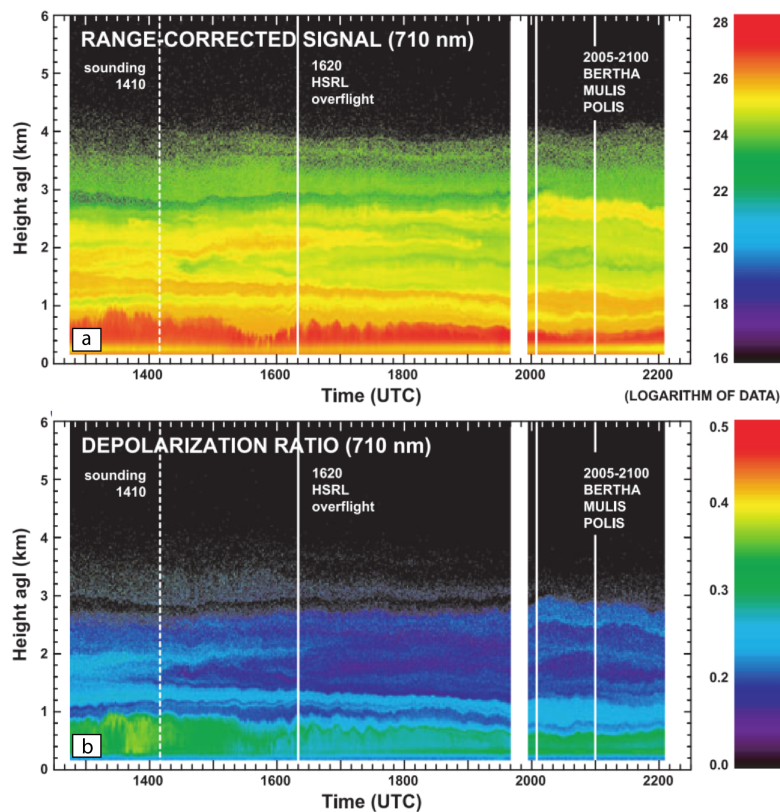 RANGE-CORRECTED SIGNAL (710 nm)
sounding
1410
1620
HSRL
overflight
2005-2100
BERTHA
MULIS
POLIS
Height agl (km)
6
5
4
3
2
1
0
a
1400
1600
1800
2000
2200
Time (UTC)
28
26
24
22
20
18
16
(LOGARITHM OF DATA)
DEPOLARIZATION RATIO (710 nm)
sounding
1410
1620
HSRL
overflight
2005-2100
BERTHA
MULIS
POLIS
Height agl (km)
6
5
4
3
2
1
0
b
1400
1600
1800
2000
2200
Time (UTC)
0.5
0.4
0.3
0.2
0.0